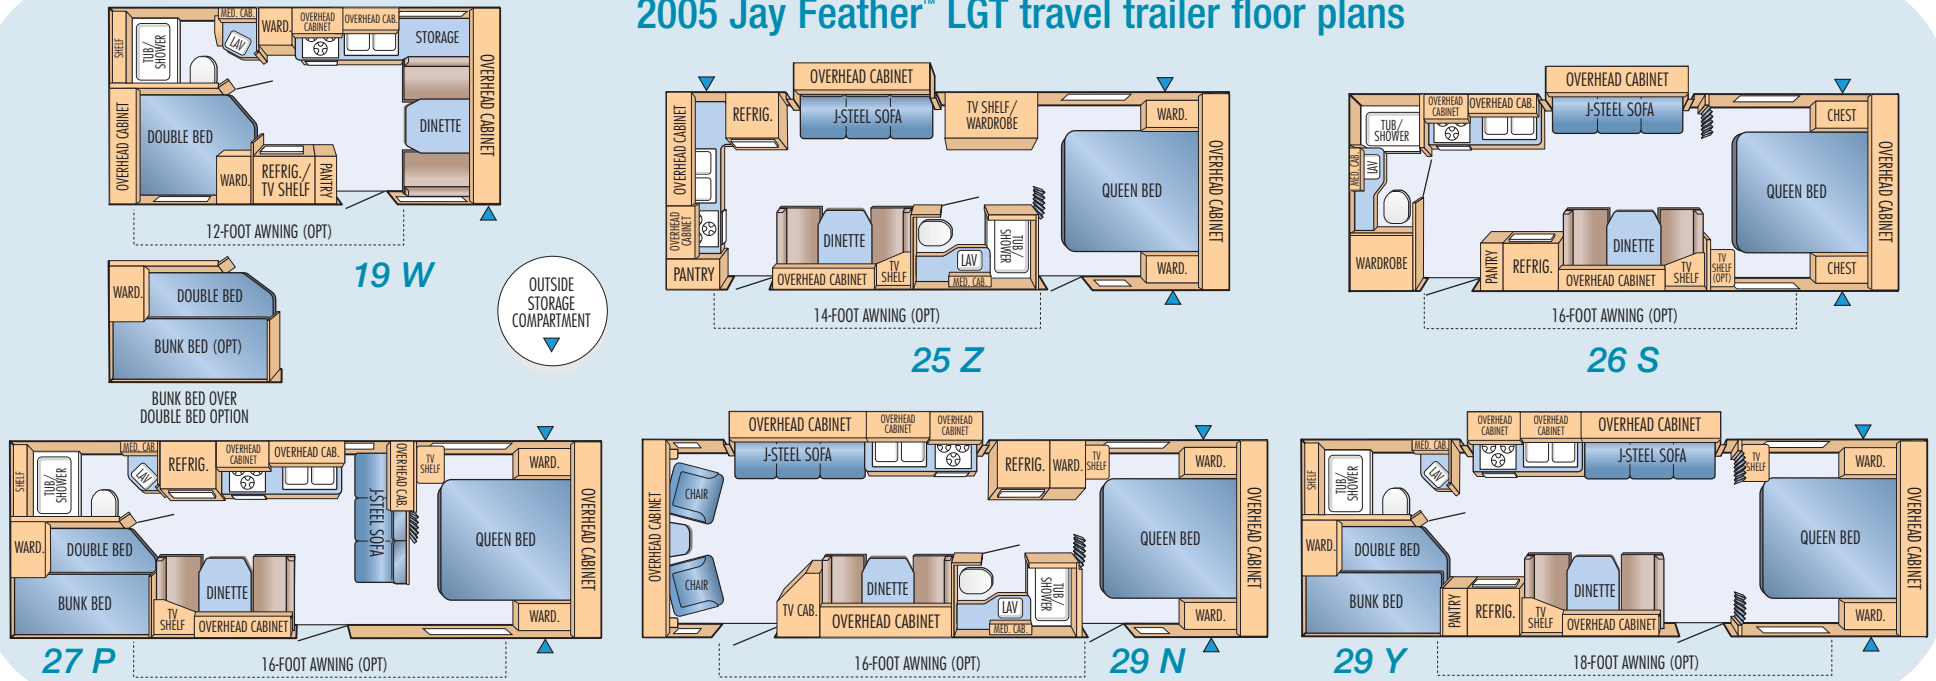 2005 Jay Feather™ LGT travel trailer floor plans
SHELF
TUB/
SHOWER
MED. CAB.
LAV
WARD.
OVERHEAD
CABINET
OVERHEAD CAB.
STORAGE
OVERHEAD CABINET
DINETTE
OVERHEAD CABINET
DOUBLE BED
WARD.
REFRIG./
TV SHELF
PANTRY
12-FOOT AWNING (OPT)
19 W
WARD.
DOUBLE BED
BUNK BED (OPT)
BUNK BED OVER
DOUBLE BED OPTION
OUTSIDE
STORAGE
COMPARTMENT
OVERHEAD CABINET
OVERHEAD CABINET
REFRIG.
J-STEEL SOFA
TV SHELF/
WARDROBE
WARD.
QUEEN BED
OVERHEAD CABINET
OVERHEAD
CABINET
PANTRY
DINETTE
OVERHEAD CABINET
TV
SHELF
LAV
MED. CAB.
TUB/
SHOWER
WARD.
14-FOOT AWNING (OPT)
25 Z
OVERHEAD CABINET
TUB/
SHOWER
OVERHEAD
CABINET
OVERHEAD CAB.
J-STEEL SOFA
CHEST
MED. CAB.
LAV
QUEEN BED
OVERHEAD CABINET
WARDROBE
PANTRY
REFRIG.
DINETTE
OVERHEAD CABINET
TV
SHELF
TV
SHELF
(OPT)
CHEST
16-FOOT AWNING (OPT)
26 S
SHELF
TUB/
SHOWER
MED. CAB.
LAV
REFRIG.
OVERHEAD
CABINET
OVERHEAD CAB.
OVERHEAD CAB.
TV
SHELF
WARD.
J-STEEL SOFA
QUEEN BED
OVERHEAD CABINET
WARD.
DOUBLE BED
BUNK BED
TV
SHELF
DINETTE
OVERHEAD CABINET
WARD.
16-FOOT AWNING (OPT)
27 P
OVERHEAD CABINET
OVERHEAD
CABINET
OVERHEAD
CABINET
OVERHEAD CABINET
CHAIR
J-STEEL SOFA
REFRIG.
WARD.
TV
SHELF
WARD.
QUEEN BED
OVERHEAD CABINET
CHAIR
TV CAB.
DINETTE
OVERHEAD CABINET
LAV
MED. CAB.
TUB/
SHOWER
WARD.
16-FOOT AWNING (OPT)
29 N
SHELF
TUB/
SHOWER
MED. CAB.
LAV
OVERHEAD
CABINET
OVERHEAD
CABINET
OVERHEAD CABINET
J-STEEL SOFA
TV
SHELF
WARD.
QUEEN BED
OVERHEAD CABINET
WARD.
DOUBLE BED
BUNK BED
PANTRY
REFRIG.
TV
SHELF
DINETTE
OVERHEAD CABINET
WARD.
18-FOOT AWNING (OPT)
29 Y